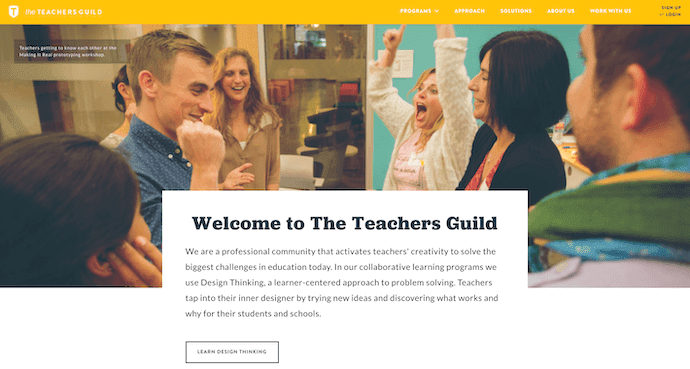 the TEACHERS GUILD
PROGRAMS APPROACH SOLUTIONS ABOUT US WORK WITH US
SIGN UP
or LOGIN
Teachers getting to know each other at the
Making It Real prototyping workshop.
Welcome to The Teachers Guild
We are a professional community that activates teachers' creativity to solve the
biggest challenges in education today. In our collaborative learning programs we
use Design Thinking, a learner-centered approach to problem solving. Teachers
tap into their inner designer by trying new ideas and discovering what works and
why for their students and schools.
LEARN DESIGN THINKING